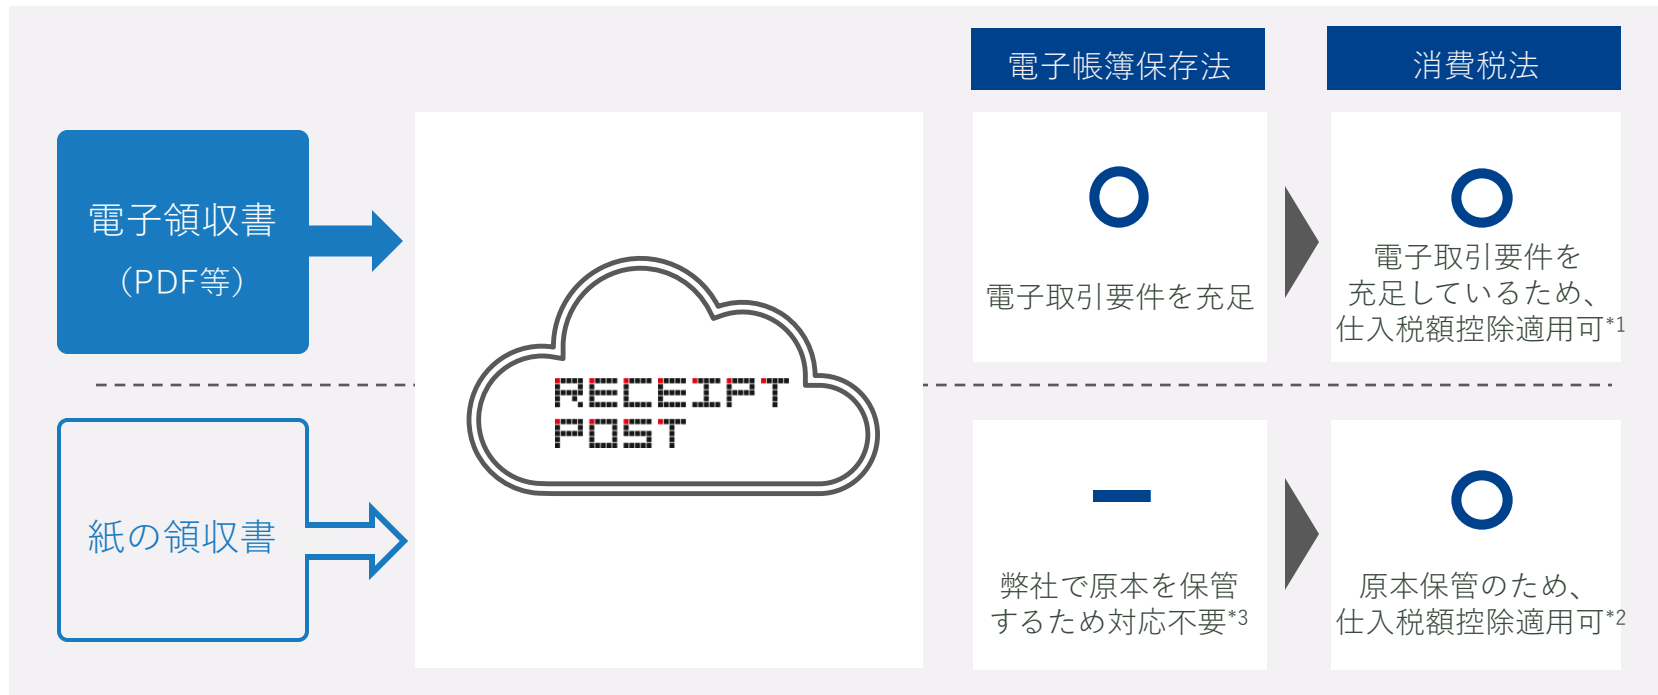 電子帳簿保存法
消費税法
電子領収書
（PDF等）
RECEIPT
POST
電子取引要件を充足
電子取引要件を
充足しているため、
仕入税額控除適用可*1
紙の領収書
弊社で原本を保管
するため対応不要*3
原本保管のため、
仕入税額控除適用可*2